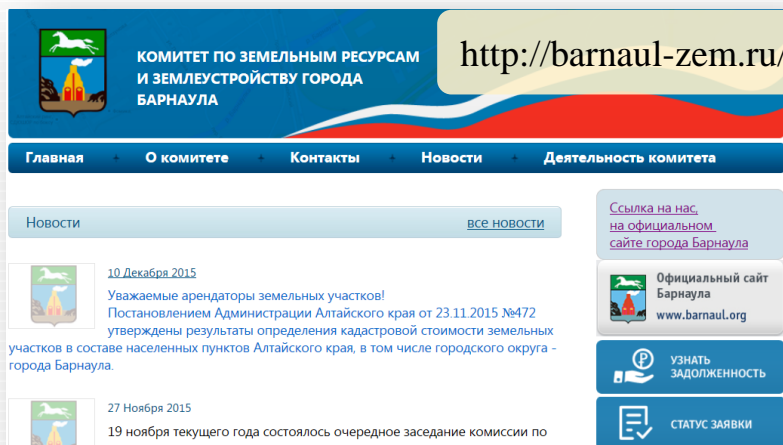 КОМИТЕТ ПО ЗЕМЕЛЬНЫМ РЕСУРСАМ
И ЗЕМЛЕУСТРОЙСТВУ ГОРОДА
БАРНАУЛА
http://barnaul-zem.ru/
Главная О комитете Контакты Новости Деятельность комитета
Новости все новости
10 Декабря 2015
Уважаемые арендаторы земельных участков!
Постановлением Администрации Алтайского края от 23.11.2015 №472
утверждены результаты определения кадастровой стоимости земельных
участков в составе населенных пунктов Алтайского края, в том числе городского округа -
города Барнаула.
27 Ноября 2015
19 ноября текущего года состоялось очередное заседание комиссии по
Ссылка на нас,
на официальном
сайте города Барнаула
Официальный сайт
Барнаула
www.barnaul.org
УЗНАТЬ
ЗАДОЛЖЕННОСТЬ
СТАТУС ЗАЯВКИ